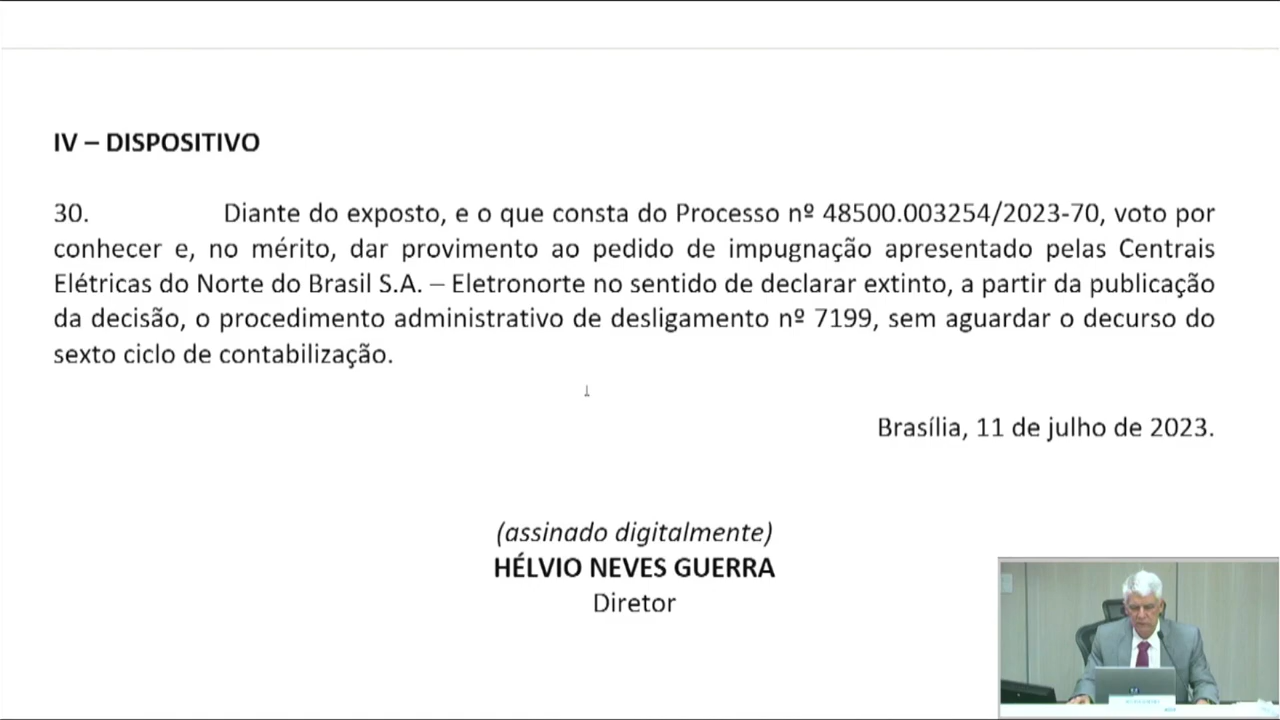 IV – DISPOSITIVO
30. Diante do exposto, e o que consta do Processo nº 48500.003254/2023-70, voto por
conhecer e, no mérito, dar provimento ao pedido de impugnação apresentado pelas Centrais
Elétricas do Norte do Brasil S.A. – Eletronorte no sentido de declarar extinto, a partir da publicação
da decisão, o procedimento administrativo de desligamento nº 7199, sem aguardar o decurso do
sexto ciclo de contabilização.
Brasília, 11 de julho de 2023.
(assinado digitalmente)
HÉLVIO NEVES GUERRA
Diretor